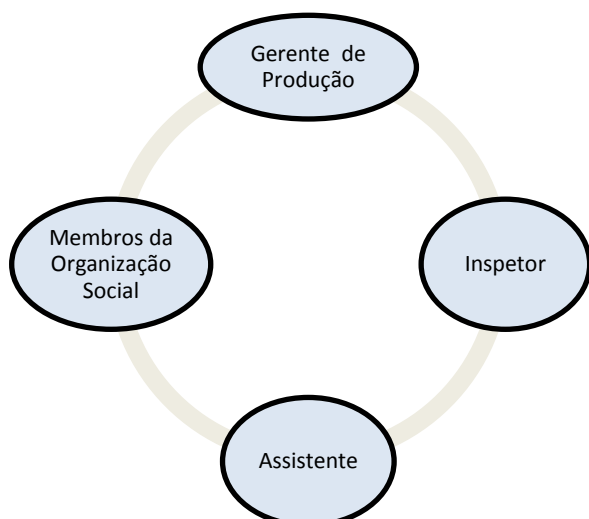 Gerente de
Produção
Membros da
Organização
Social
Inspetor
Assistente